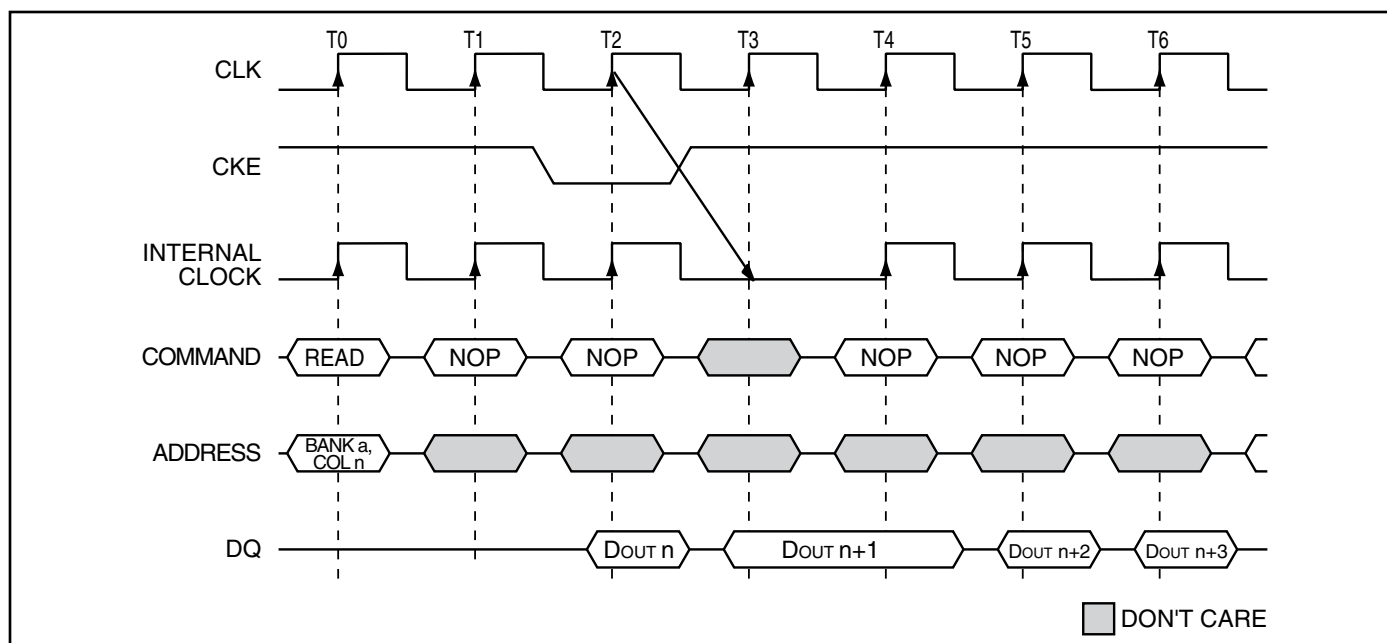 T0 T1 T2 T3 T4 T5 T6
CLK
CKE
INTERNAL
CLOCK
COMMAND READ NOP NOP NOP NOP NOP
ADDRESS BANK a,
COL n
DQ DOUT n DOUT n+1 DOUT n+2 DOUT n+3
DON'T CARE